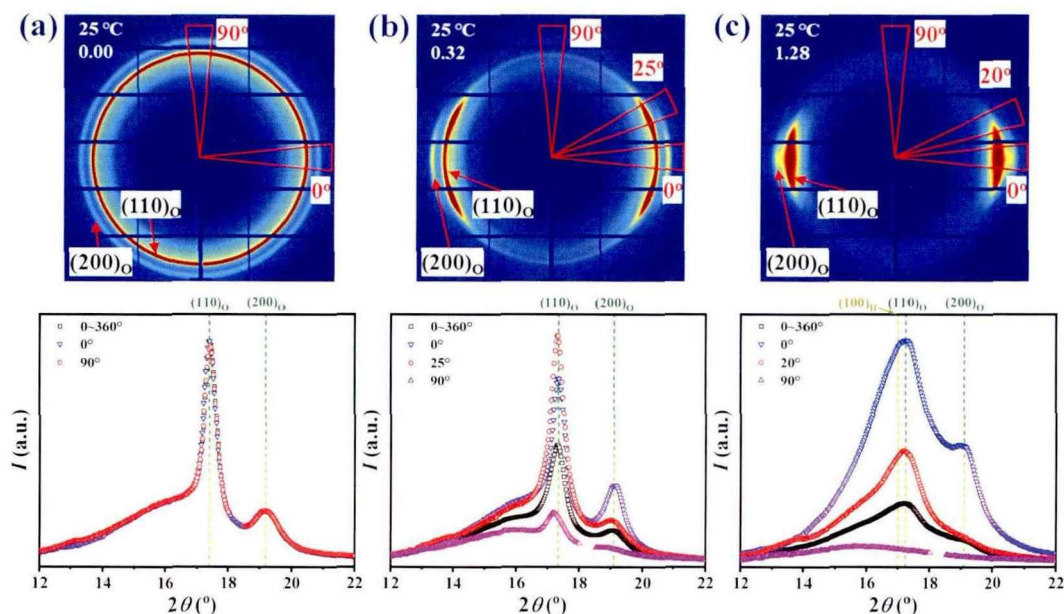 (a)
25 °C
0.00
90°
0°
(110)O
(200)O
(b)
25 °C
0.32
90°
25°
0°
(110)O
(200)O
(c)
25 °C
1.28
90°
20°
0°
(110)O
(200)O
(110)O (200)O
0~360°
0°
90°
I (a.u.)
12 14 16 18 20 22
2θ (°)
(110)O (200)O
0~360°
0°
25°
90°
I (a.u.)
12 14 16 18 20 22
2θ (°)
(100)H (110)O (200)O
0~360°
0°
20°
90°
I (a.u.)
12 14 16 18 20 22
2θ (°)